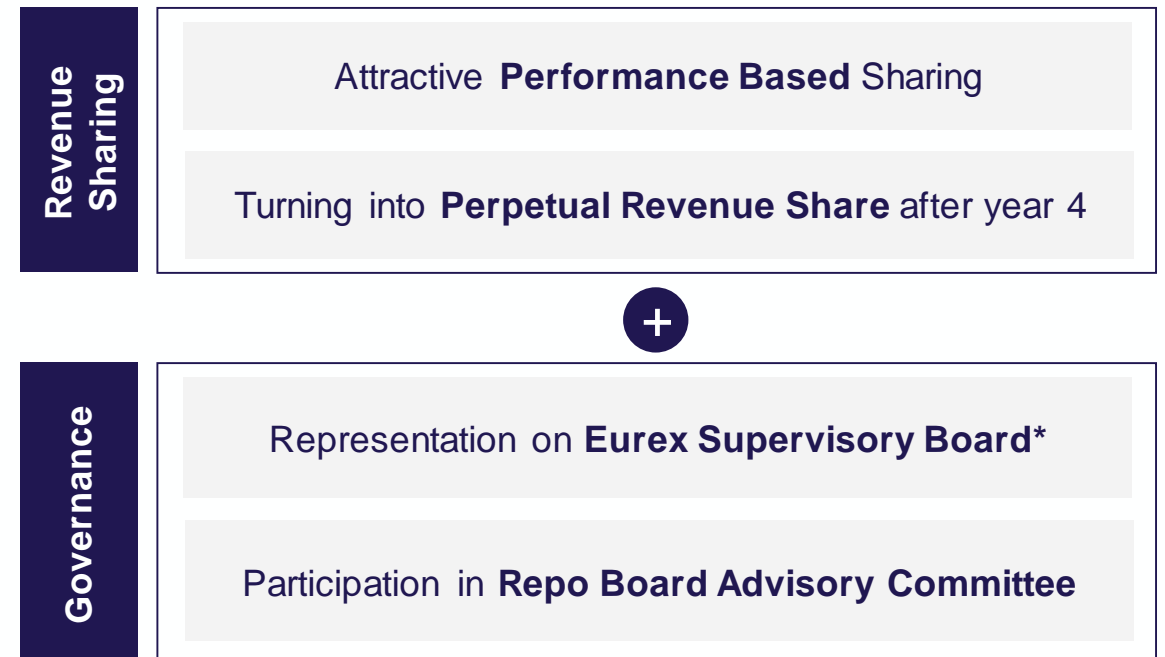 Revenue
Sharing
Attractive Performance Based Sharing
Turning into Perpetual Revenue Share after year 4
+
Governance
Representation on Eurex Supervisory Board*
Participation in Repo Board Advisory Committee